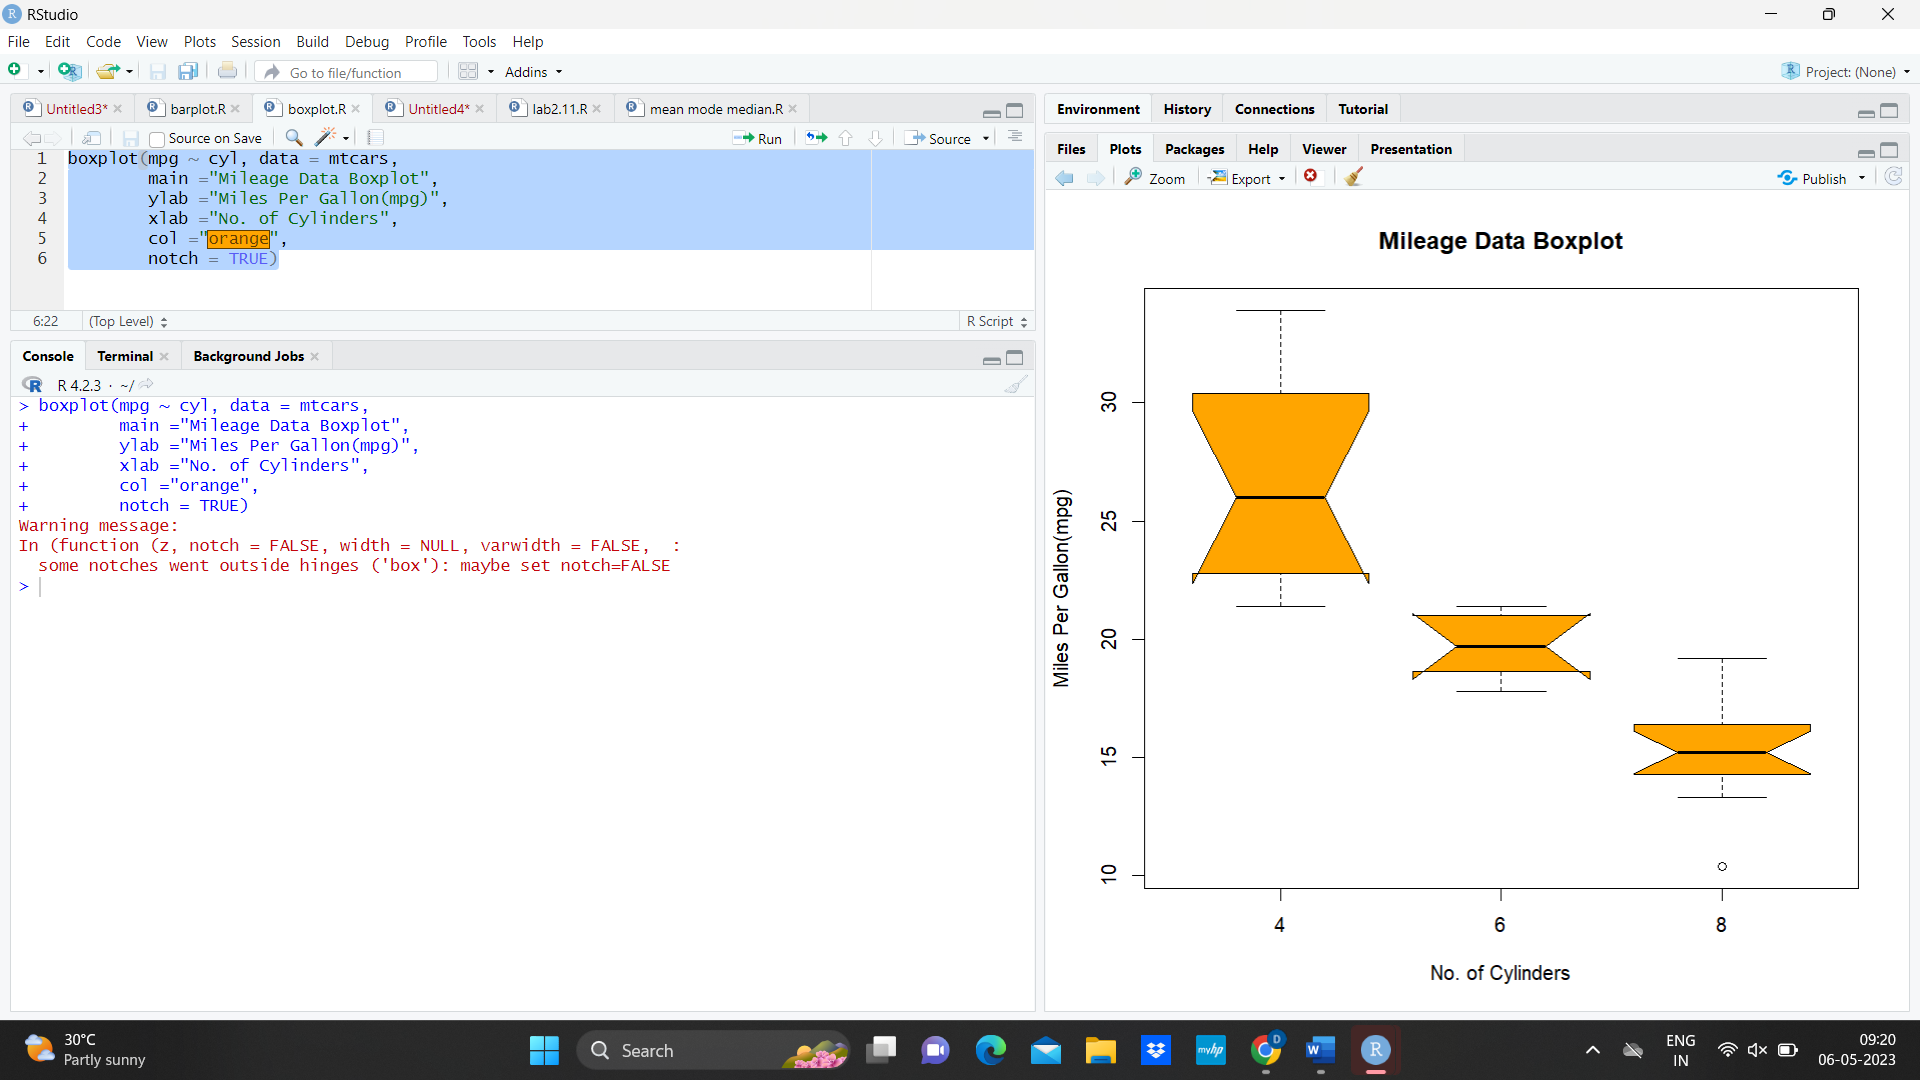 RStudio
File Edit Code View Plots Session Build Debug Profile Tools Help
Go to file/function Addins Project: (None)
Untitled3* barplot.R boxplot.R Untitled4* lab2.11.R mean mode median.R
Source on Save Run Source
1 boxplot(mpg ~ cyl, data = mtcars,
2 main ="Mileage Data Boxplot",
3 ylab ="Miles Per Gallon(mpg)",
4 xlab ="No. of Cylinders",
5 col ="orange",
6 notch = TRUE)
6:22 (Top Level) R Script
Console Terminal Background Jobs
R 4.2.3 · ~/
> boxplot(mpg ~ cyl, data = mtcars,
+ main ="Mileage Data Boxplot",
+ ylab ="Miles Per Gallon(mpg)",
+ xlab ="No. of Cylinders",
+ col ="orange",
+ notch = TRUE)
Warning message:
In (function (z, notch = FALSE, width = NULL, varwidth = FALSE, :
some notches went outside hinges ('box'): maybe set notch=FALSE
>
Environment History Connections Tutorial
Files Plots Packages Help Viewer Presentation
Zoom Export Publish
Mileage Data Boxplot
Miles Per Gallon(mpg)
30
25
20
15
10
4 6 8
No. of Cylinders
30°C
Partly sunny
Search
myhp
D
W
R
ENG
IN
09:20
06-05-2023